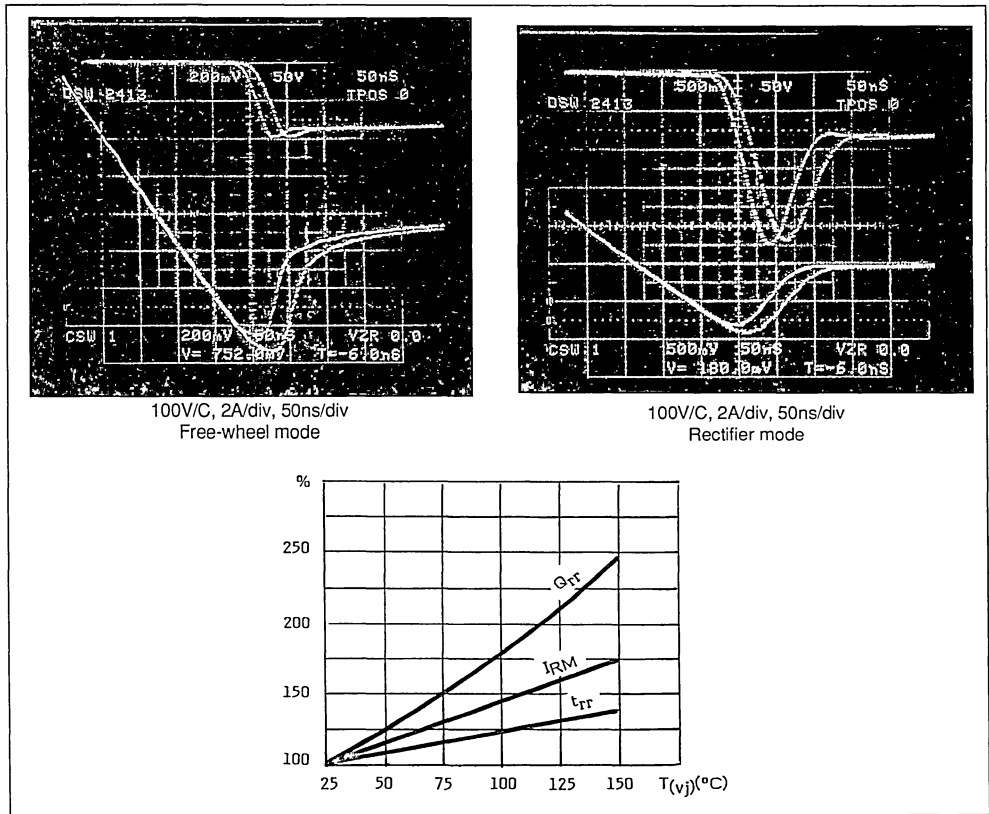 200mV 50V 50nS
DSW 2413 TPOS 0
CSW 1 200mV 50nS VZR 0.0
V= 752.0mV T=-6.0nS
100V/C, 2A/div, 50ns/div
Free-wheel mode
500mV 50V 50nS
DSW 2413 TPOS 0
CSW 1 500mV 50nS VZR 0.0
V= 180.0mV T=-6.0nS
100V/C, 2A/div, 50ns/div
Rectifier mode
%
250
200
150
100
Qrr
IRM
trr
25 50 75 100 125 150 T(vj)(°C)